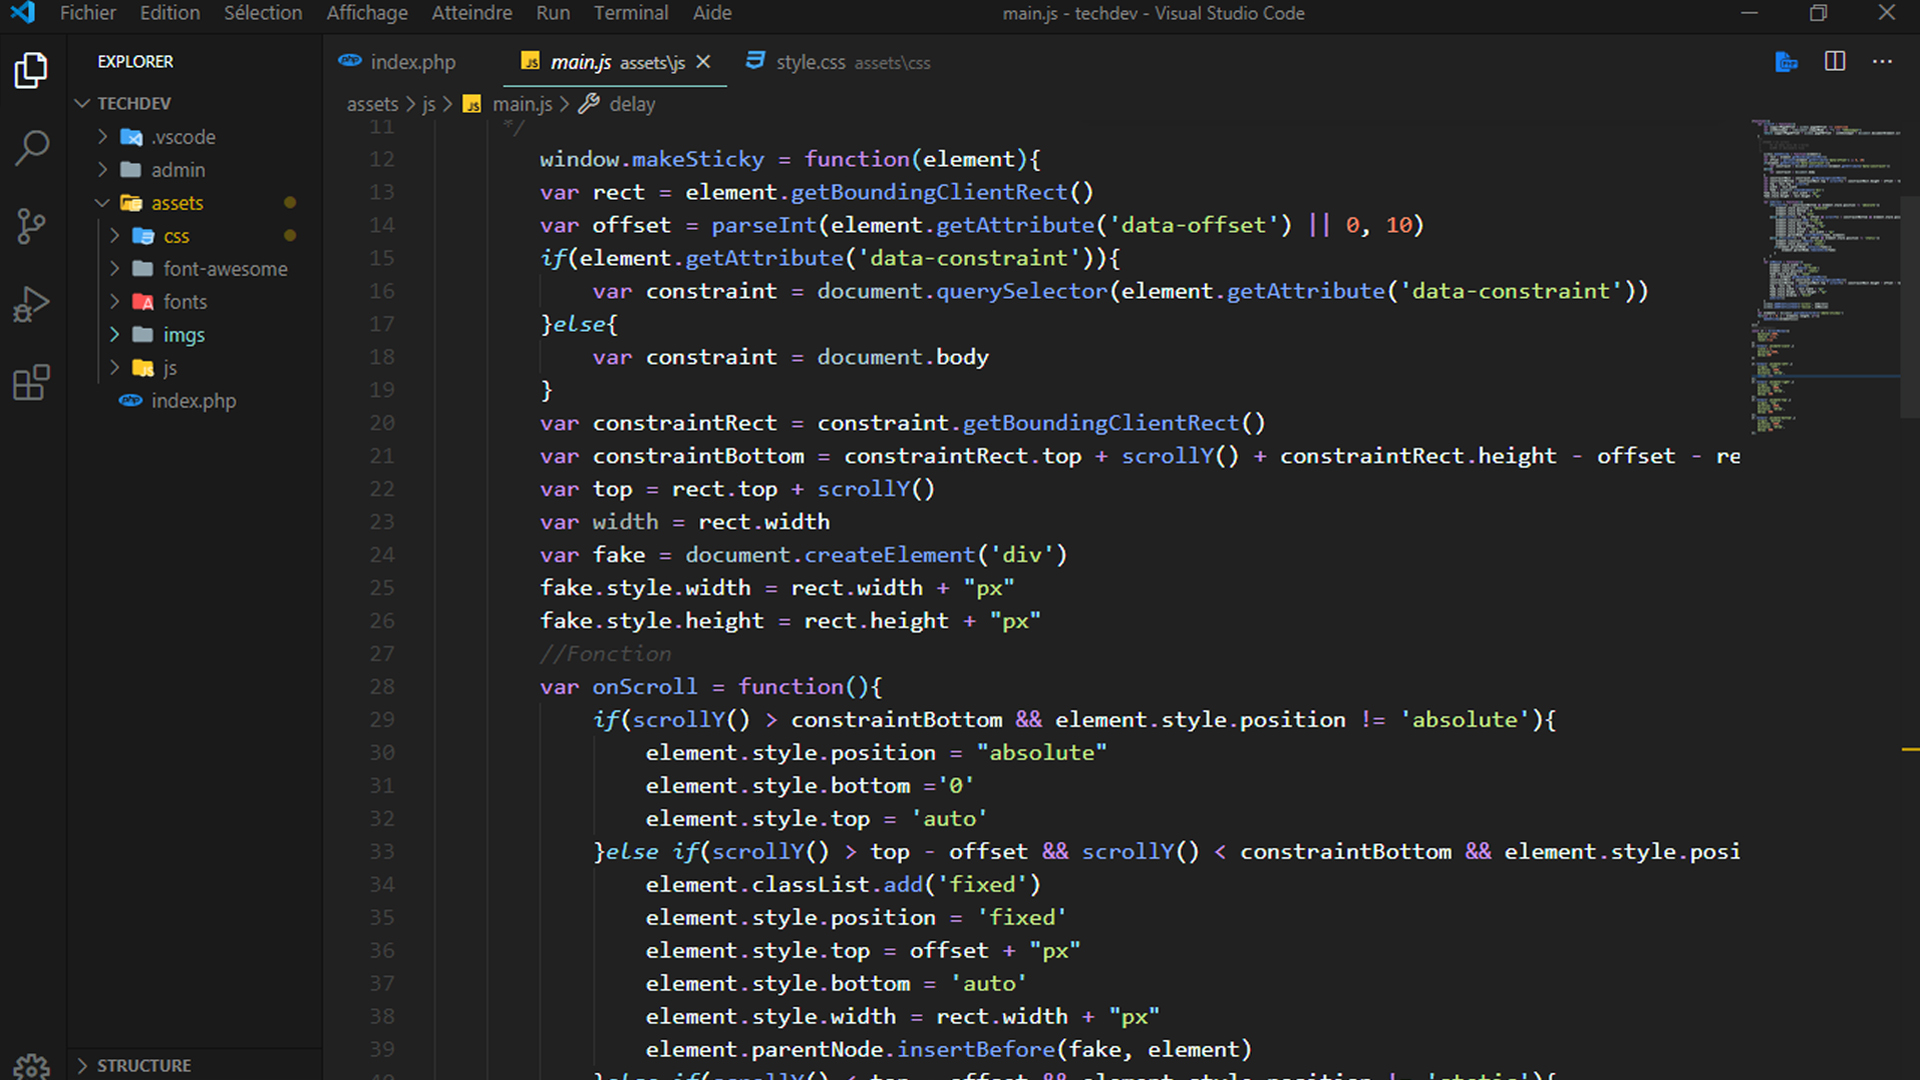 Fichier Edition Sélection Affichage Atteindre Run Terminal Aide
main.js - techdev - Visual Studio Code
EXPLORER
TECHDEV
.vscode
admin
assets
css
font-awesome
fonts
imgs
js
index.php
STRUCTURE
index.php
main.js assets\js
style.css assets\css
assets > js > main.js > delay
11 */
12 window.makeSticky = function(element){
13 var rect = element.getBoundingClientRect()
14 var offset = parseInt(element.getAttribute('data-offset') || 0, 10)
15 if(element.getAttribute('data-constraint')){
16 var constraint = document.querySelector(element.getAttribute('data-constraint'))
17 }else{
18 var constraint = document.body
19 }
20 var constraintRect = constraint.getBoundingClientRect()
21 var constraintBottom = constraintRect.top + scrollY() + constraintRect.height - offset - re
22 var top = rect.top + scrollY()
23 var width = rect.width
24 var fake = document.createElement('div')
25 fake.style.width = rect.width + "px"
26 fake.style.height = rect.height + "px"
27 //Fonction
28 var onScroll = function(){
29 if(scrollY() > constraintBottom && element.style.position != 'absolute'){
30 element.style.position = "absolute"
31 element.style.bottom ='0'
32 element.style.top = 'auto'
33 }else if(scrollY() > top - offset && scrollY() < constraintBottom && element.style.posi
34 element.classList.add('fixed')
35 element.style.position = 'fixed'
36 element.style.top = offset + "px"
37 element.style.bottom = 'auto'
38 element.style.width = rect.width + "px"
39 element.parentNode.insertBefore(fake, element)
40 }else if(scrollY() < top - offset && element.style.position != 'static'){